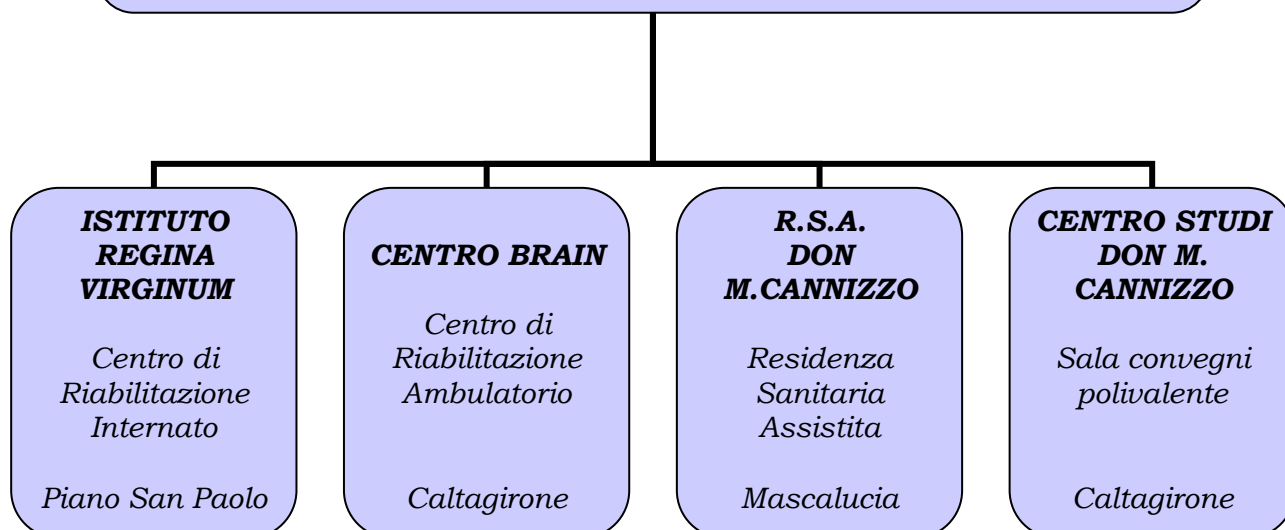 ISTITUTO
REGINA
VIRGINUM
Centro di
Riabilitazione
Internato
Piano San Paolo
CENTRO BRAIN
Centro di
Riabilitazione
Ambulatorio
Caltagirone
R.S.A.
DON
M.CANNIZZO
Residenza
Sanitaria
Assistita
Mascalucia
CENTRO STUDI
DON M.
CANNIZZO
Sala convegni
polivalente
Caltagirone